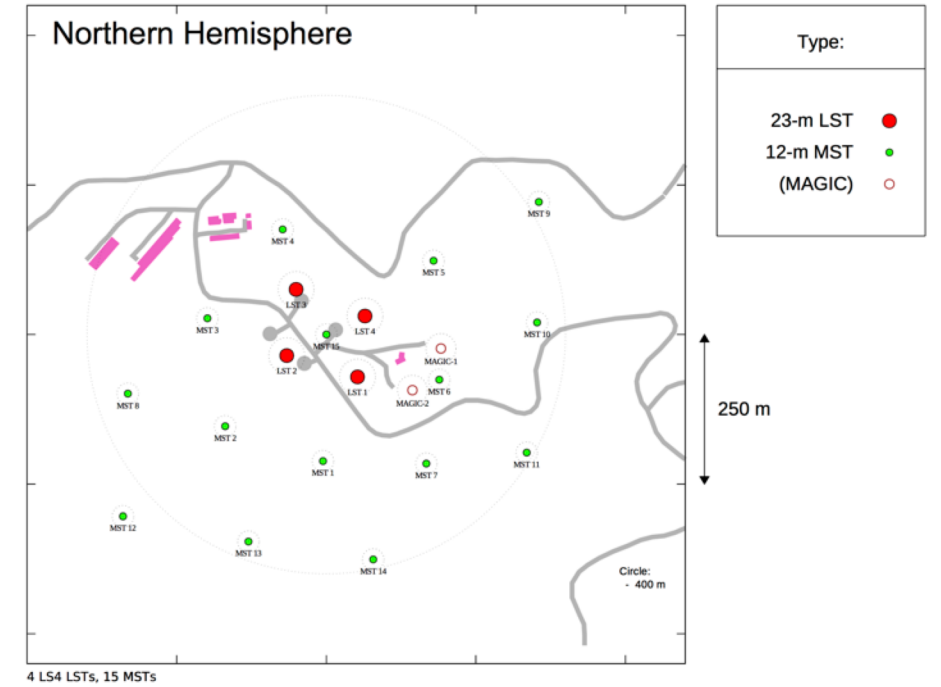 Northern Hemisphere
Type:
23-m LST
12-m MST
(MAGIC)
MST 9
MST 4
MST 5
LST 3
MST 3
LST 4
MST 10
MST 15
MAGIC-1
LST 2
LST 1
MST 6
MAGIC-2
MST 8
250 m
MST 2
MST 1
MST 7
MST 11
MST 12
MST 13
MST 14
Circle:
- 400 m
4 LS4 LSTs, 15 MSTs